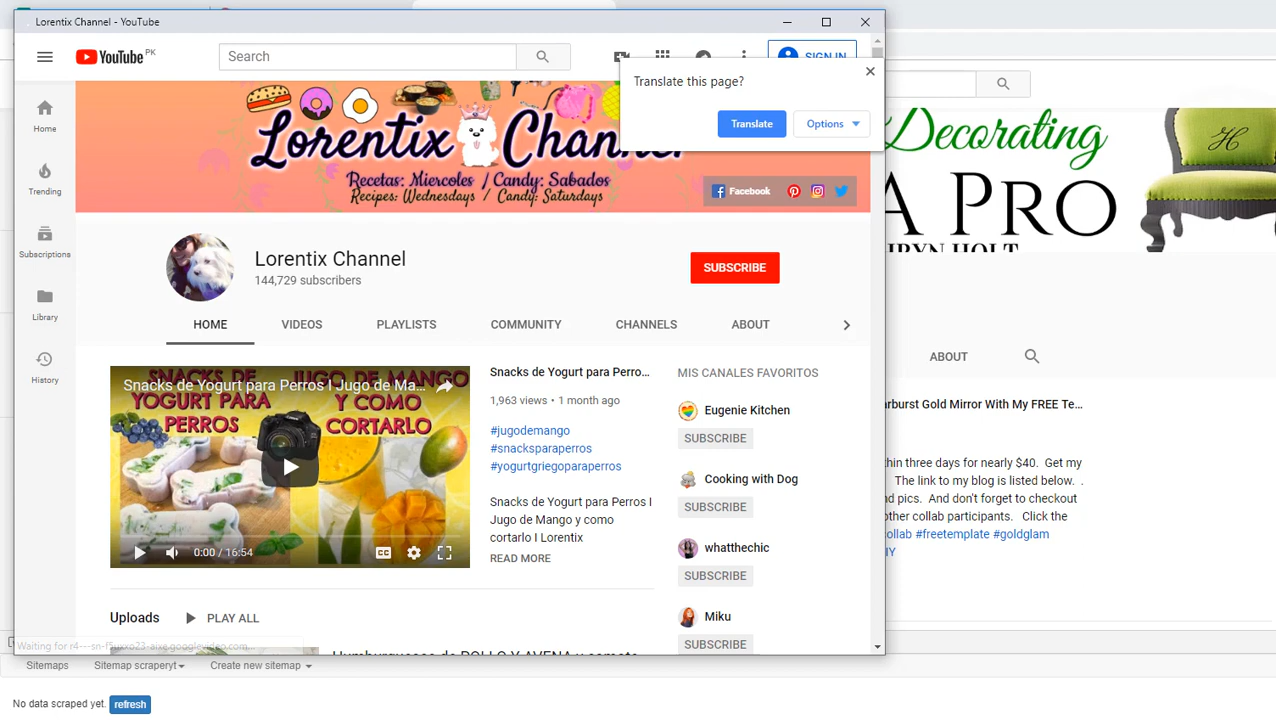 Lorentix Channel - YouTube
YouTube PK
Search
SIGN IN
Translate this page?
Translate
Options
Home
Trending
Subscriptions
Library
History
Lorentix Channel
Recetas: Miercoles / Candy: Sabados
Recipes: Wednesdays / Candy: Saturdays
Facebook
Lorentix Channel
144,729 subscribers
SUBSCRIBE
HOME
VIDEOS
PLAYLISTS
COMMUNITY
CHANNELS
ABOUT
Snacks de Yogurt para Perros I Jugo de Ma...
SNACKS DE
YOGURT PARA
PERROS
JUGO DE MANGO
Y COMO
CORTARLO
0:00 / 16:54
CC
Snacks de Yogurt para Perro...
1,963 views • 1 month ago
#jugodemango
#snacksparaperros
#yogurtgriegoparaperros
Snacks de Yogurt para Perros I
Jugo de Mango y como
cortarlo I Lorentix
READ MORE
MIS CANALES FAVORITOS
Eugenie Kitchen
SUBSCRIBE
Cooking with Dog
SUBSCRIBE
whatthechic
SUBSCRIBE
Miku
SUBSCRIBE
Uploads
PLAY ALL
Decorating
A PRO
H
ABOUT
arburst Gold Mirror With My FREE Te...
thin three days for nearly $40. Get my
The link to my blog is listed below. .
nd pics. And don't forget to checkout
other collab participants. Click the
ollab #freetemplate #goldglam
IY
Sitemaps
Sitemap scraperyt
Create new sitemap
No data scraped yet. refresh